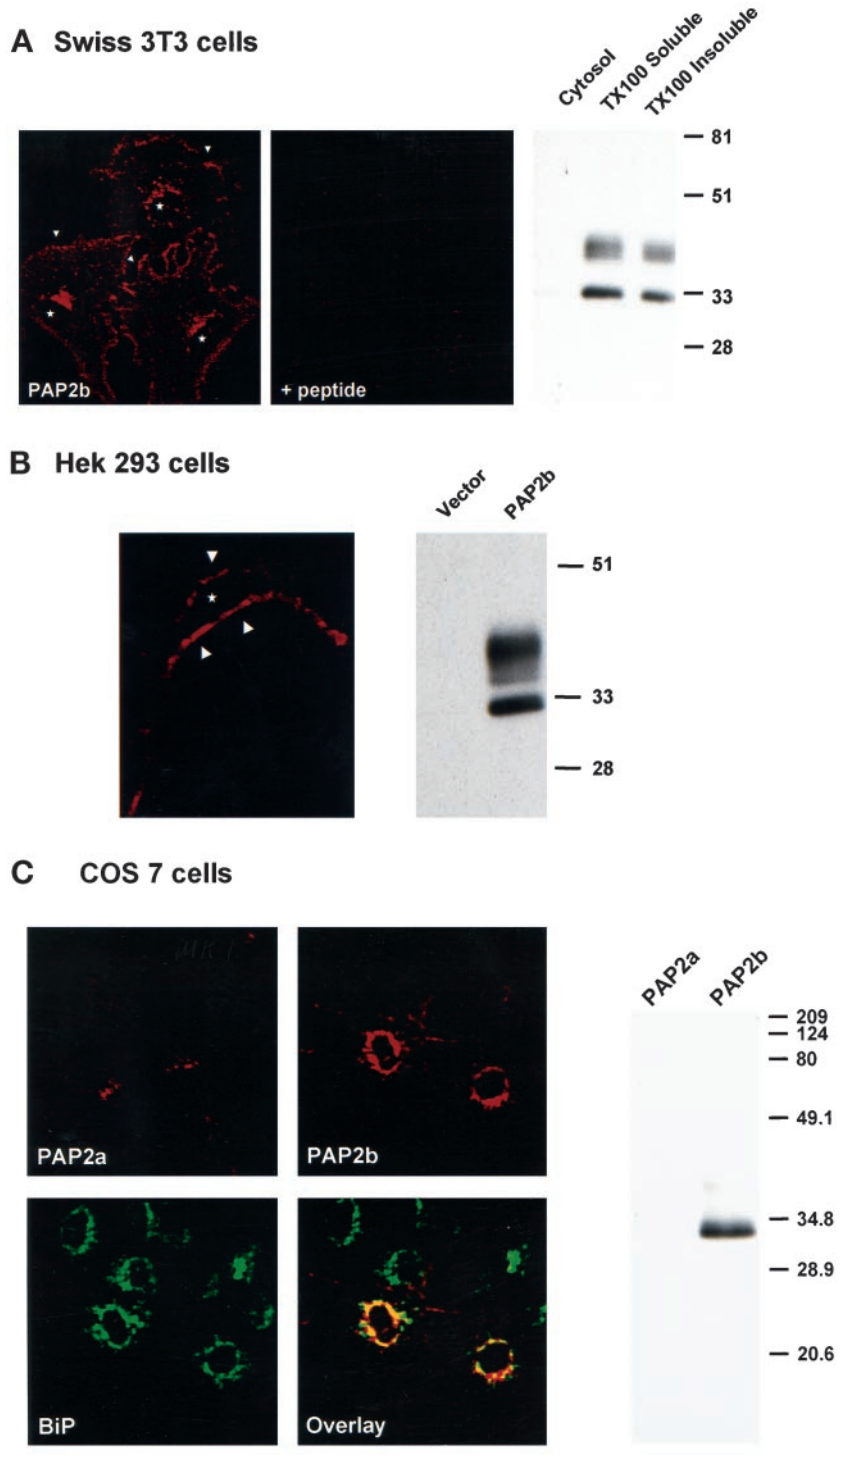 A Swiss 3T3 cells
Cytosol
TX100 Soluble
TX100 Insoluble
81
51
33
28
PAP2b
+ peptide
B Hek 293 cells
Vector
PAP2b
51
33
28
C COS 7 cells
PAP2a
PAP2b
209
124
80
49.1
34.8
28.9
20.6
PAP2a
PAP2b
BiP
Overlay